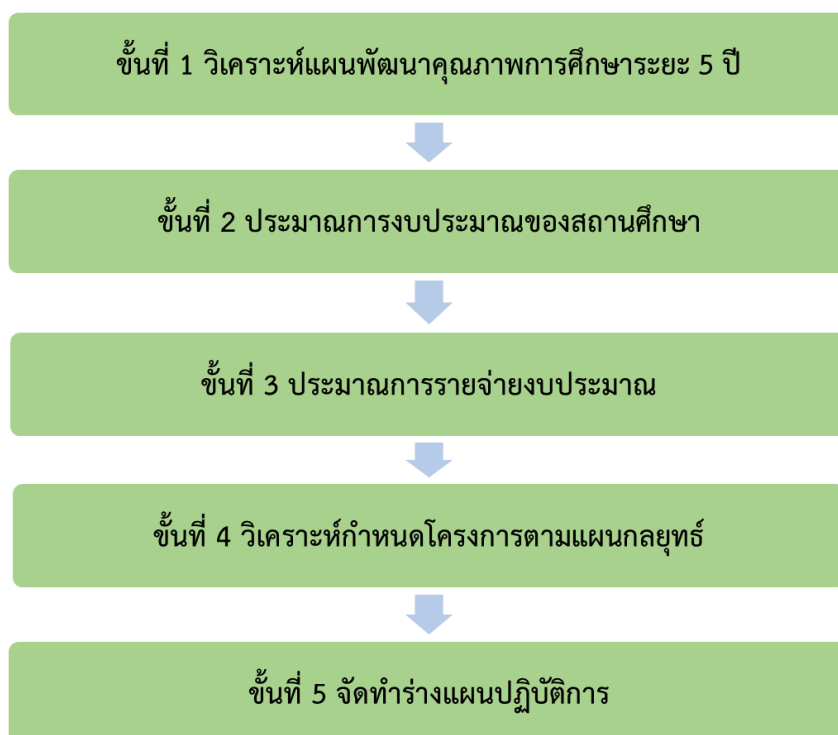 ขั้นที่ 1 วิเคราะห์แผนพัฒนาคุณภาพการศึกษาระยะ 5 ปี
ขั้นที่ 2 ประมาณการงบประมาณของสถานศึกษา
ขั้นที่ 3 ประมาณการรายจ่ายงบประมาณ
ขั้นที่ 4 วิเคราะห์กำหนดโครงการตามแผนกลยุทธ์
ขั้นที่ 5 จัดทำร่างแผนปฏิบัติการ